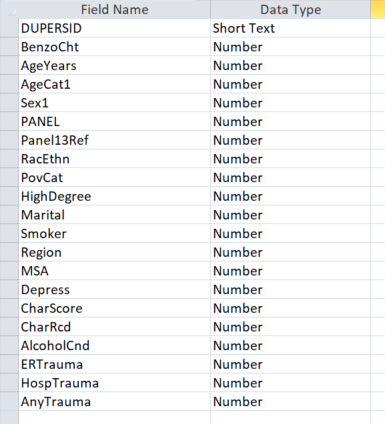 Field Name Data Type
DUPERSID Short Text
BenzoCht Number
AgeYears Number
AgeCat1 Number
Sex1 Number
PANEL Number
Panel13Ref Number
RacEthn Number
PovCat Number
HighDegree Number
Marital Number
Smoker Number
Region Number
MSA Number
Depress Number
CharScore Number
CharRcd Number
AlcoholCnd Number
ERTrauma Number
HospTrauma Number
AnyTrauma Number